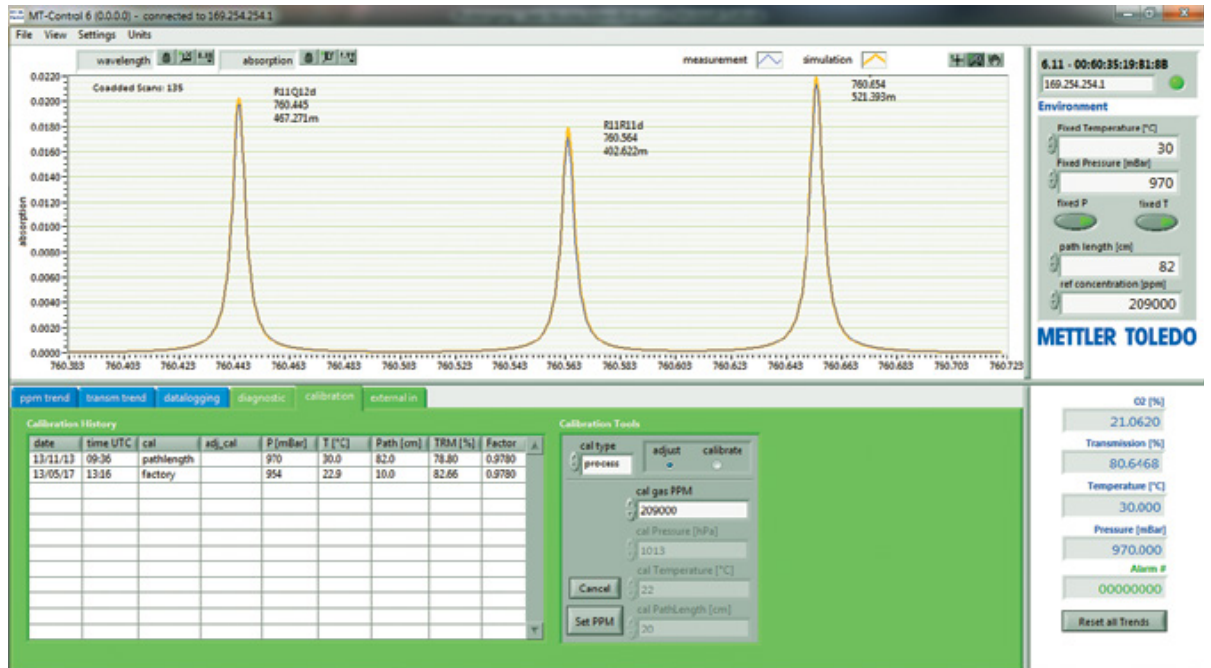 MT-Control 6 (0.0.0.0) - connected to 169.254.254.1
File View Settings Units
wavelength absorption measurement simulation
Coadded Scans: 135
R11Q12d
760.445
467.271m
R11R11d
760.564
402.622m
760.654
521.393m
absorption
0.0220
0.0200
0.0180
0.0160
0.0140
0.0120
0.0100
0.0080
0.0060
0.0040
0.0020
0.0000
760.383 760.403 760.423 760.443 760.463 760.483 760.503 760.523 760.543 760.563 760.583 760.603 760.623 760.643 760.663 760.683 760.703 760.723
6.11 - 00:60:35:19:81:8B
169.254.254.1
Environment
Fixed Temperature [°C]
30
Fixed Pressure [mBar]
970
fixed P fixed T
path length [cm]
82
ref concentration [ppm]
209000
METTLER TOLEDO
ppm trend transm trend datalogging diagnostic calibration external in
Calibration History
date time UTC cal adj_cal P [mBar] T [°C] Path [cm] TRM [%] Factor
13/11/13 09:36 pathlength 970 30.0 82.0 78.80 0.9780
13/05/17 13:16 factory 954 22.9 10.0 82.66 0.9780
Calibration Tools
cal type adjust calibrate
process
cal gas PPM
209000
cal Pressure [hPa]
1013
cal Temperature [°C]
Cancel 22
cal PathLength [cm]
Set PPM 20
O2 [%]
21.0620
Transmission [%]
80.6468
Temperature [°C]
30.000
Pressure [mBar]
970.000
Alarm #
00000000
Reset all Trends